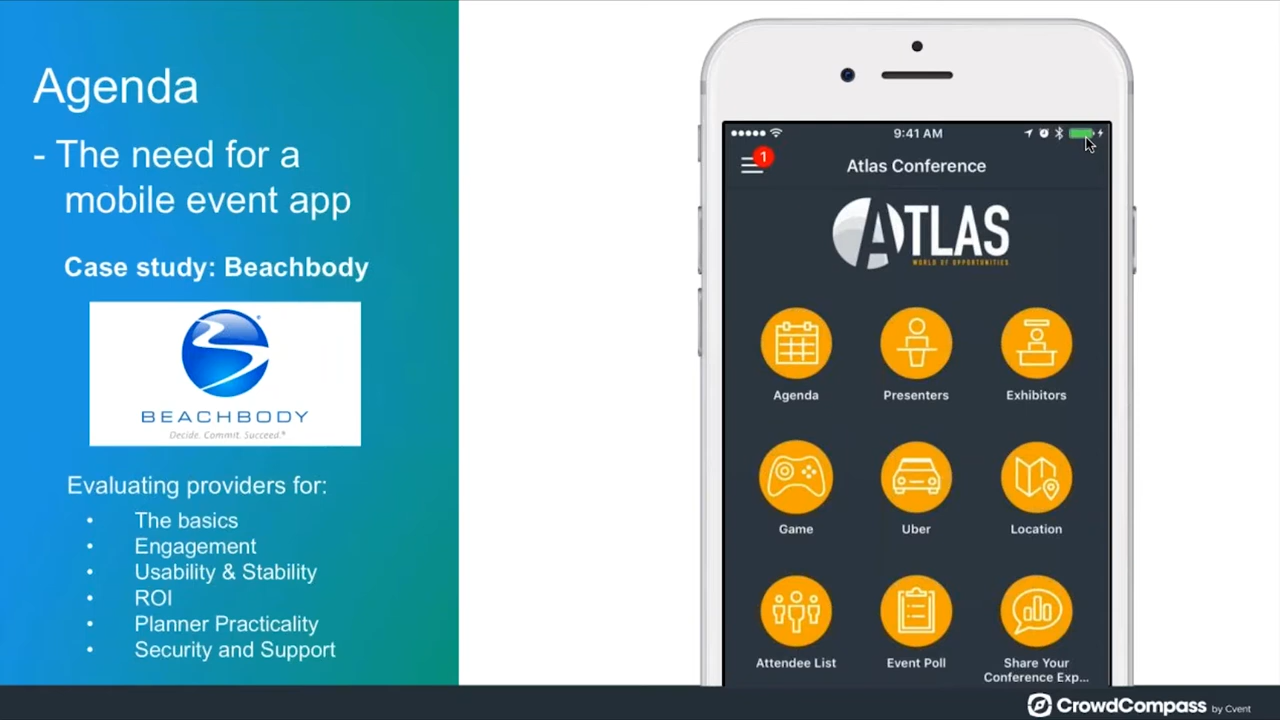 Agenda
- The need for a
mobile event app
Case study: Beachbody
BEACHBODY
Decide. Commit. Succeed.®
Evaluating providers for:
• The basics
• Engagement
• Usability & Stability
• ROI
• Planner Practicality
• Security and Support
9:41 AM
1
Atlas Conference
ATLAS
WORLD OF OPPORTUNITIES
Agenda Presenters Exhibitors
Game Uber Location
Attendee List Event Poll Share Your
Conference Exp...
CrowdCompass by Cvent